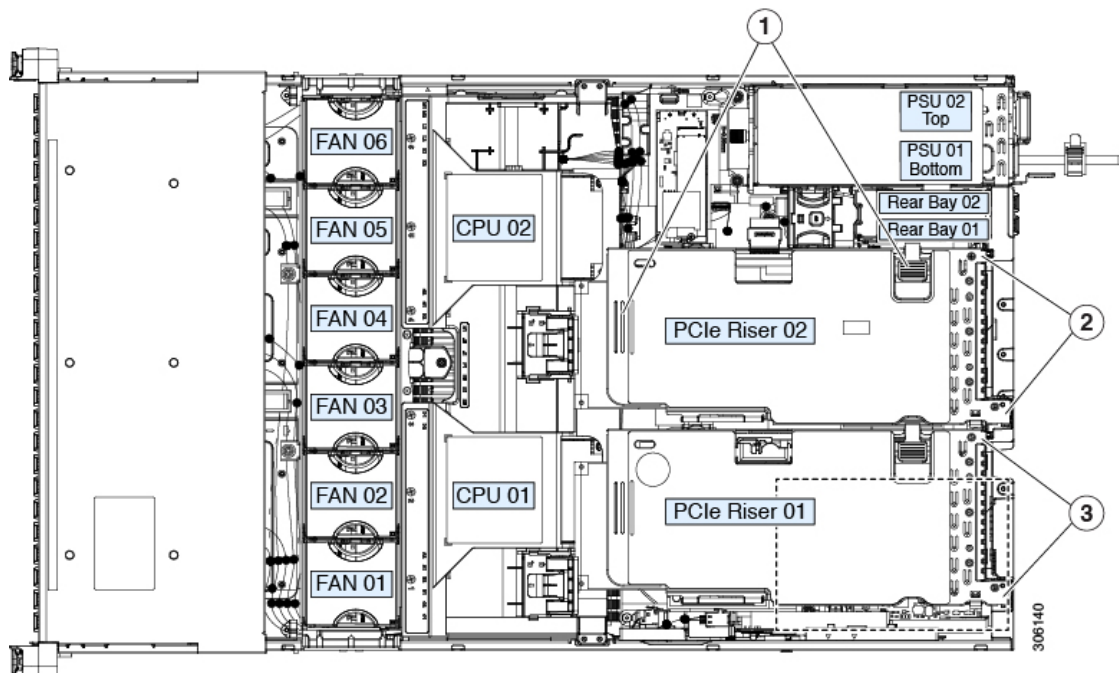 1
PSU 02
Top
FAN 06
PSU 01
Bottom
Rear Bay 02
FAN 05
CPU 02
Rear Bay 01
FAN 04
PCIe Riser 02
2
FAN 03
FAN 02
CPU 01
PCIe Riser 01
3
FAN 01
306140